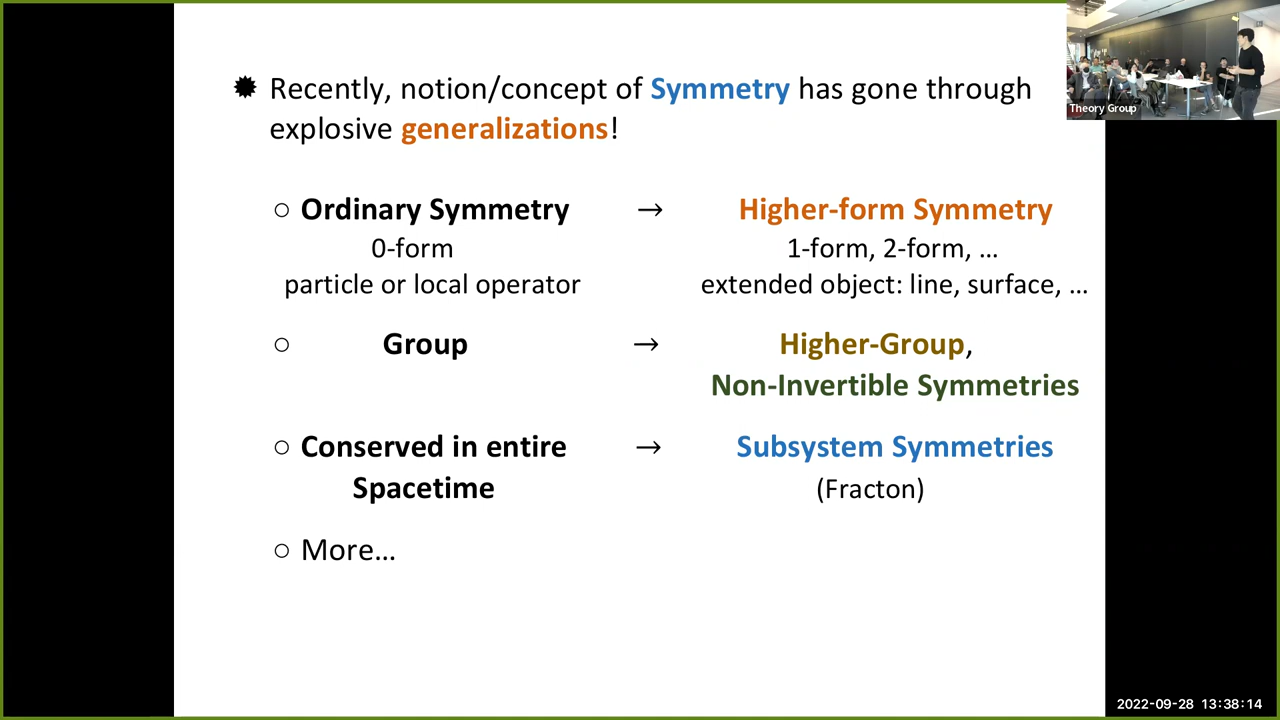 ✹ Recently, notion/concept of Symmetry has gone through
explosive generalizations!
Theory Group
○ Ordinary Symmetry → Higher-form Symmetry
0-form 1-form, 2-form, …
particle or local operator extended object: line, surface, …
○ Group → Higher-Group,
Non-Invertible Symmetries
○ Conserved in entire → Subsystem Symmetries
Spacetime (Fracton)
○ More…
2022-09-28 13:38:14